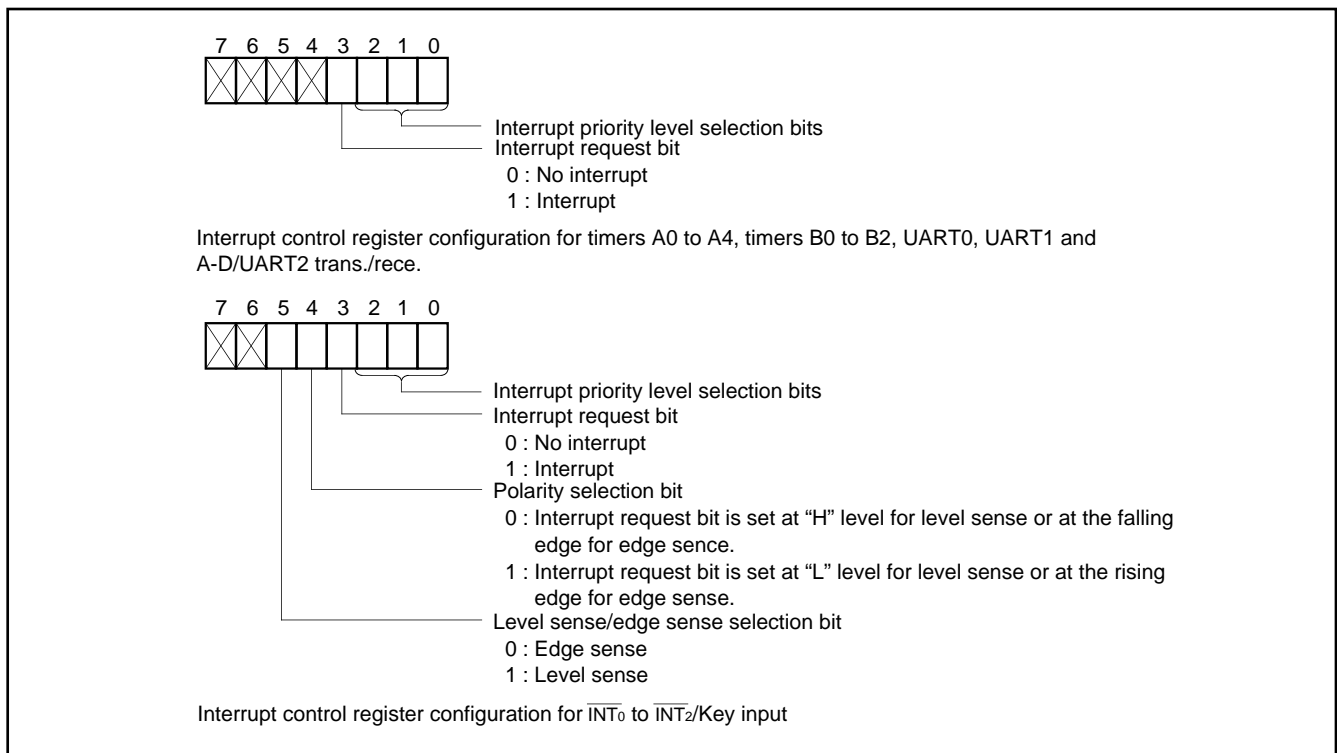 7 6 5 4 3 2 1 0
Interrupt priority level selection bits
Interrupt request bit
0 : No interrupt
1 : Interrupt
Interrupt control register configuration for timers A0 to A4, timers B0 to B2, UART0, UART1 and
A-D/UART2 trans./rece.
7 6 5 4 3 2 1 0
Interrupt priority level selection bits
Interrupt request bit
0 : No interrupt
1 : Interrupt
Polarity selection bit
0 : Interrupt request bit is set at “H” level for level sense or at the falling
edge for edge sence.
1 : Interrupt request bit is set at “L” level for level sense or at the rising
edge for edge sense.
Level sense/edge sense selection bit
0 : Edge sense
1 : Level sense
Interrupt control register configuration for I̅N̅T̅₀ to I̅N̅T̅₂/Key input